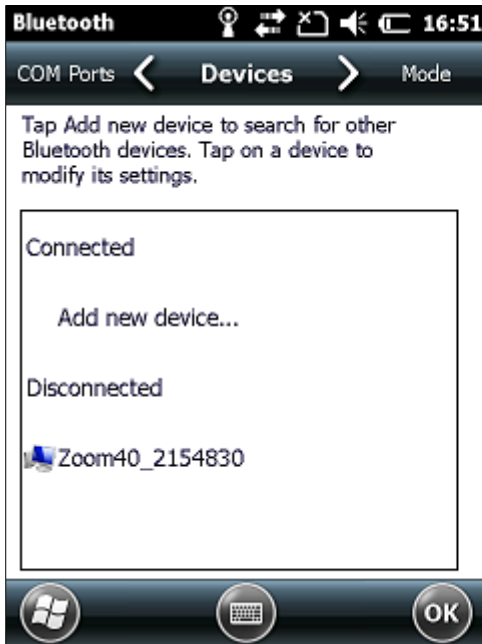 Bluetooth 16:51
COM Ports Devices Mode
Tap Add new device to search for other
Bluetooth devices. Tap on a device to
modify its settings.
Connected
Add new device...
Disconnected
Zoom40_2154830
OK